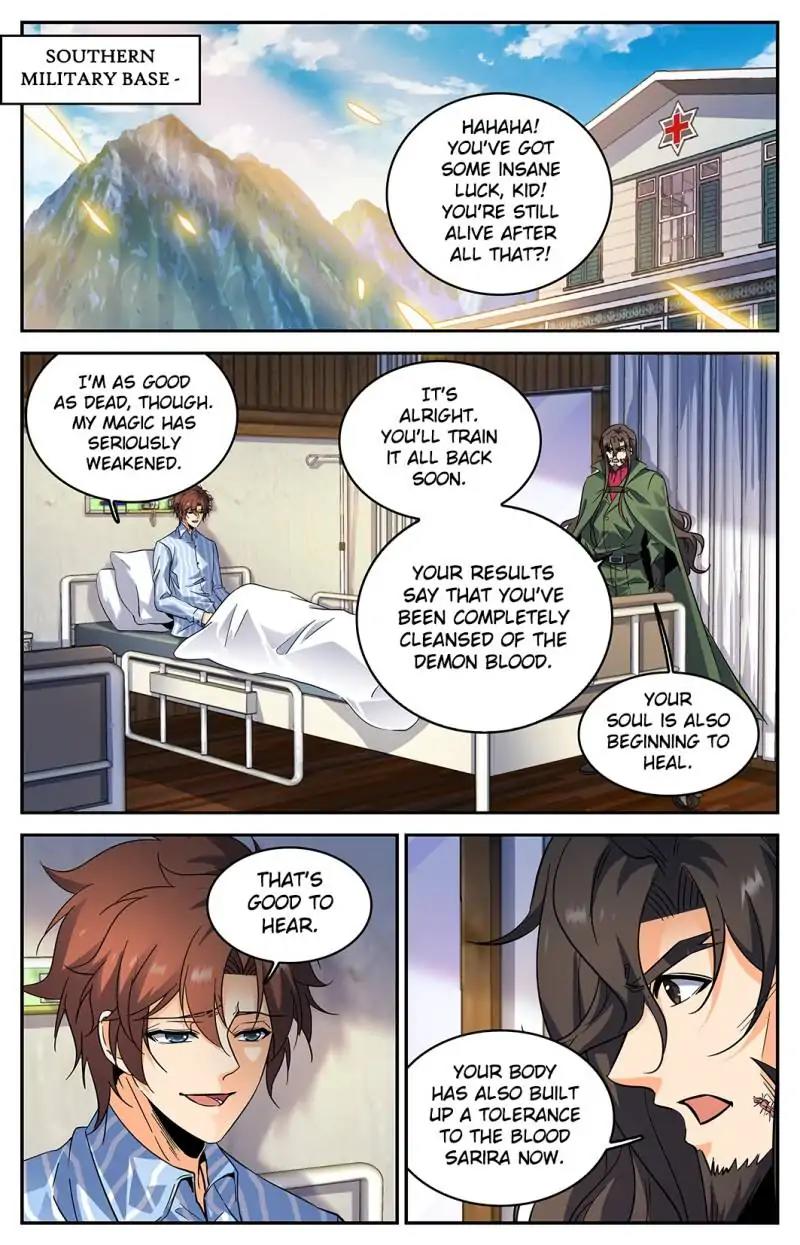 SOUTHERN
MILITARY BASE -
HAHAHA!
YOU'VE GOT
SOME INSANE
LUCK, KID!
YOU'RE STILL
ALIVE AFTER
ALL THAT?!
I'M AS GOOD
AS DEAD, THOUGH.
MY MAGIC HAS
SERIOUSLY
WEAKENED.
IT'S
ALRIGHT.
YOU'LL TRAIN
IT ALL BACK
SOON.
YOUR RESULTS
SAY THAT YOU'VE
BEEN COMPLETELY
CLEANSED OF THE
DEMON BLOOD.
YOUR
SOUL IS ALSO
BEGINNING TO
HEAL.
THAT'S
GOOD TO
HEAR.
YOUR BODY
HAS ALSO BUILT
UP A TOLERANCE
TO THE BLOOD
SARIRA NOW.